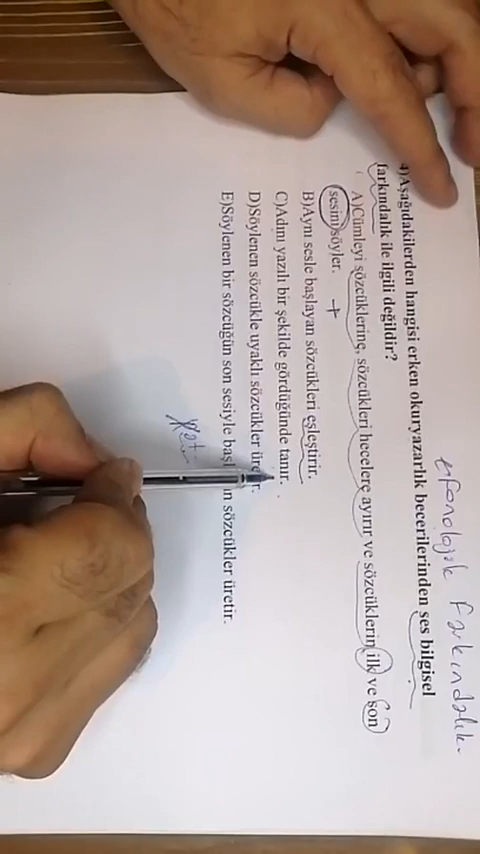 fonolojik farkındalık
4)Aşağıdakilerden hangisi erken okuryazarlık becerilerinden ses bilgisel
farkındalık ile ilgili değildir?
A)Cümleyi sözcüklerine, sözcükleri hecelere ayırır ve sözcüklerin ilk ve son
sesini söyler. +
B)Aynı sesle başlayan sözcükleri eşleştirir.
C)Adını yazılı bir şekilde gördüğünde tanır.
D)Söylenen sözcükle uyaklı sözcükler üretir.
E)Söylenen bir sözcüğün son sesiyle başl n sözcükler üretir.